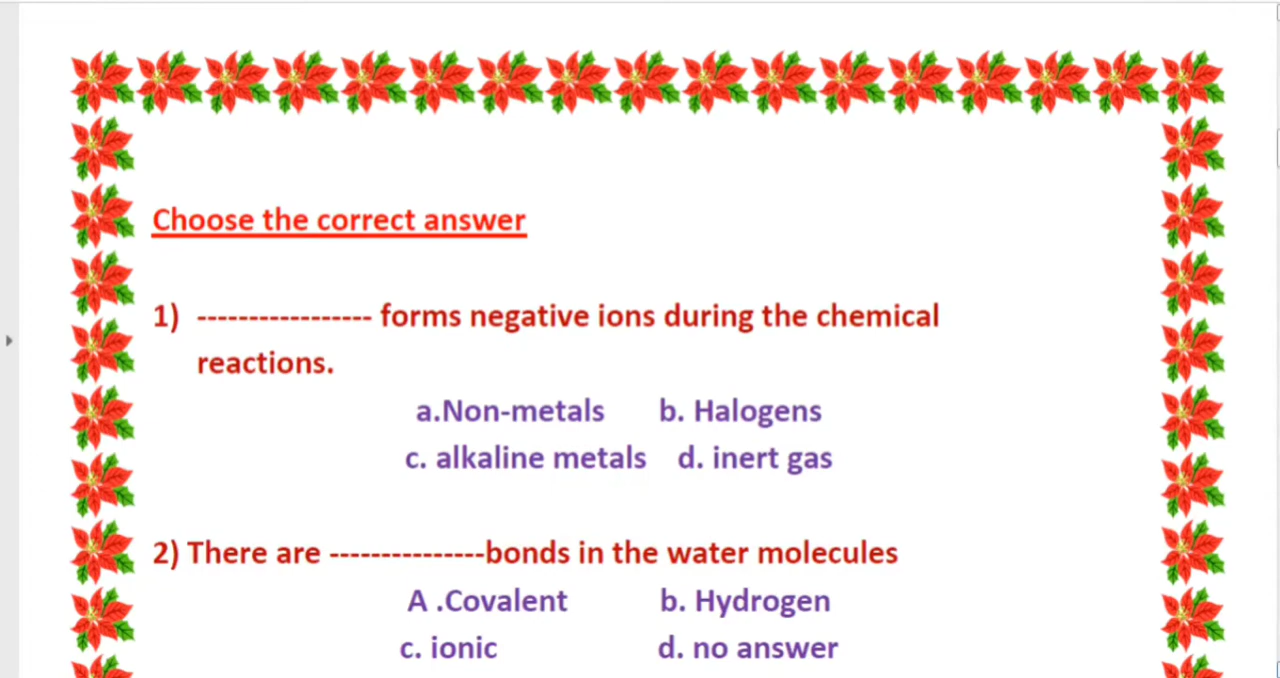 Choose the correct answer
1) ----------------- forms negative ions during the chemical
reactions.
a.Non-metals b. Halogens
c. alkaline metals d. inert gas
2) There are ---------------bonds in the water molecules
A .Covalent b. Hydrogen
c. ionic d. no answer